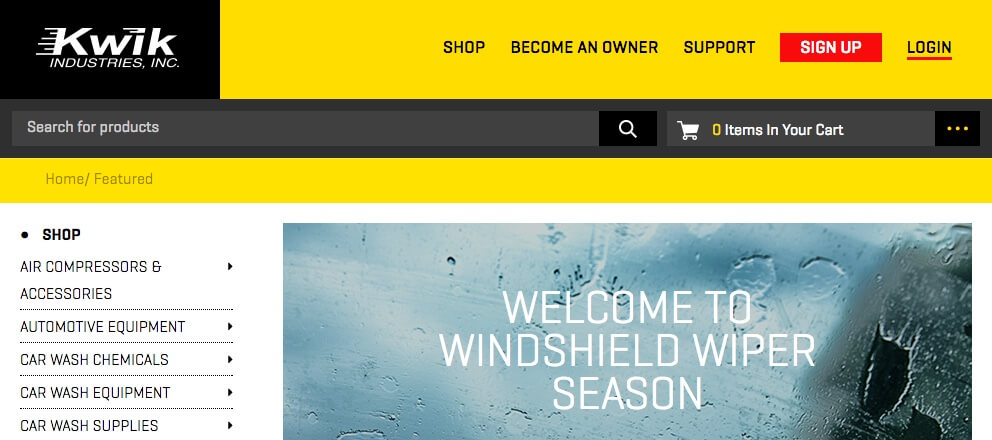 Kwik
INDUSTRIES, INC.
SHOP
BECOME AN OWNER
SUPPORT
SIGN UP
LOGIN
Search for products
0 Items In Your Cart
Home/ Featured
SHOP
AIR COMPRESSORS &
ACCESSORIES
AUTOMOTIVE EQUIPMENT
CAR WASH CHEMICALS
CAR WASH EQUIPMENT
CAR WASH SUPPLIES
WELCOME TO
WINDSHIELD WIPER
SEASON